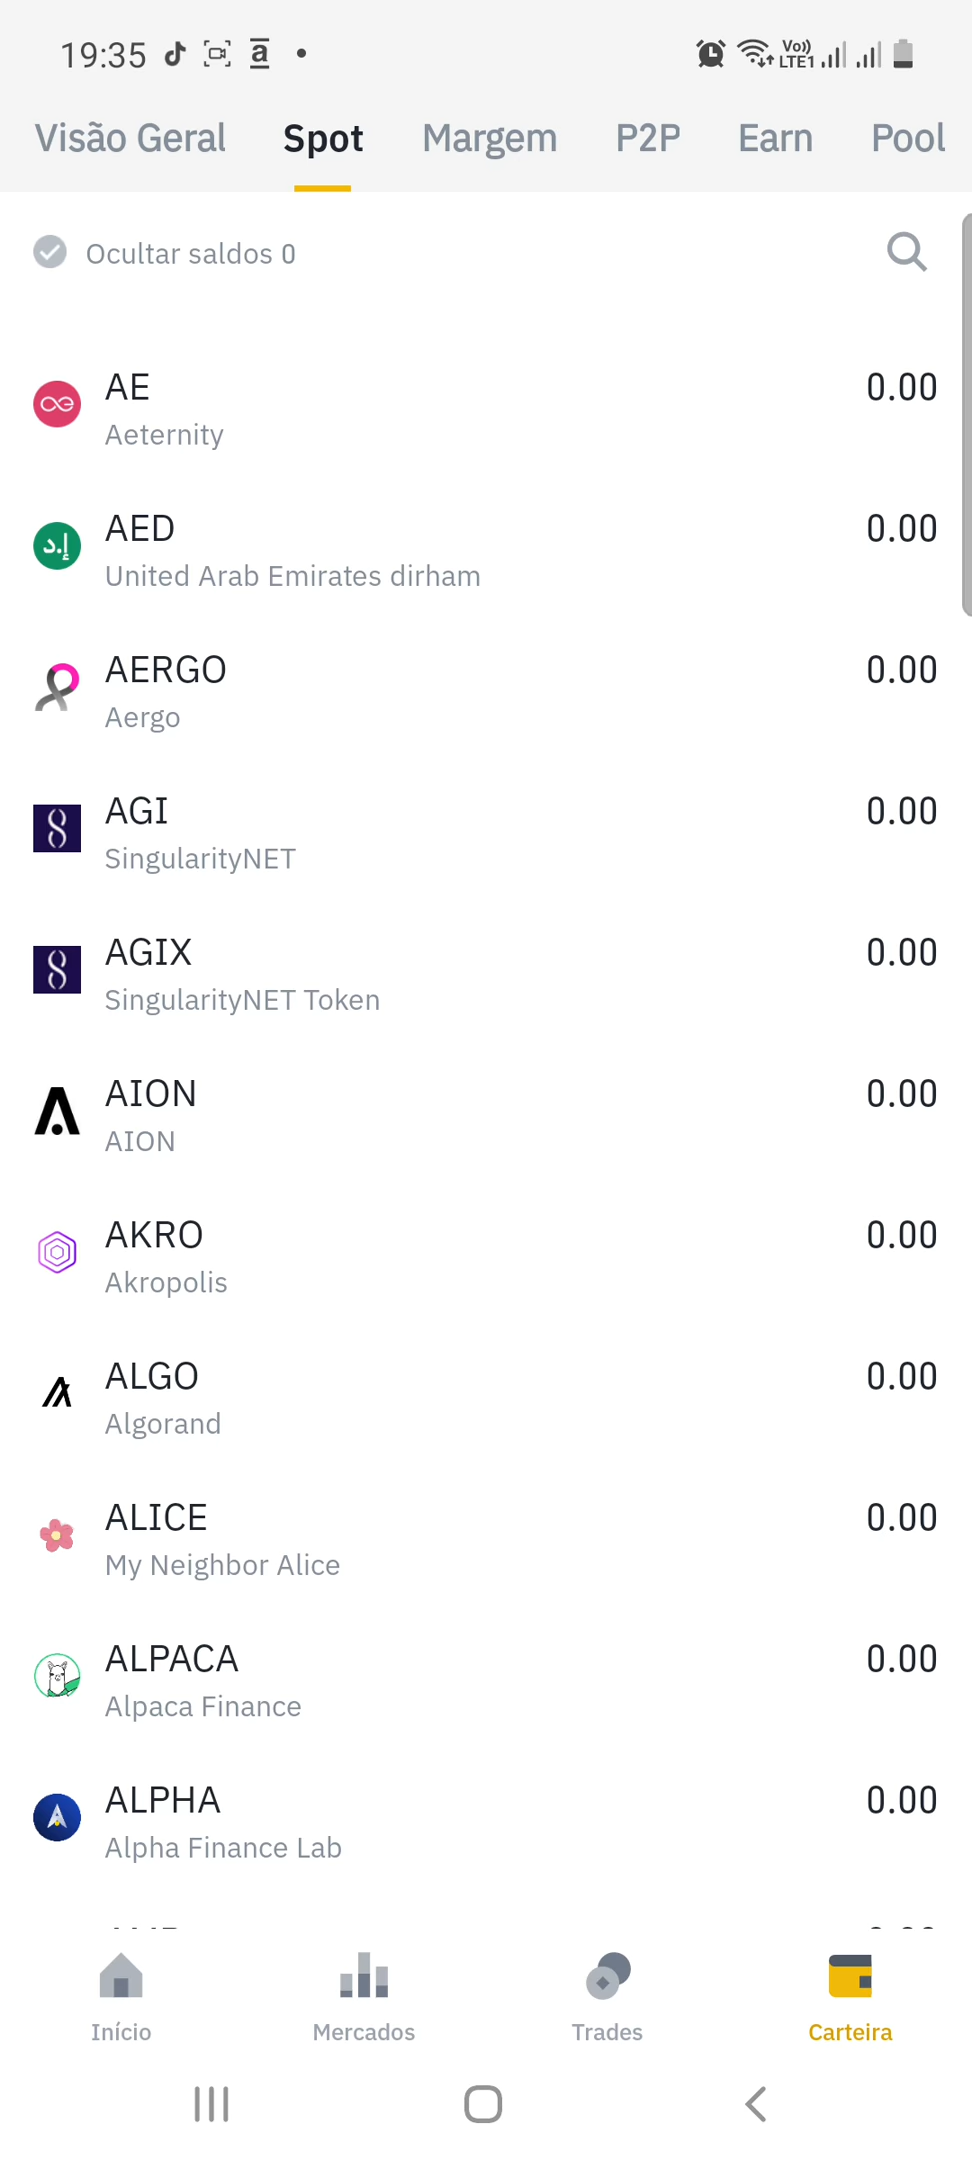 19:35
Vo)) LTE1
Visão Geral Spot Margem P2P Earn Pool
Ocultar saldos 0
AE 0.00
Aeternity
AED 0.00
د.إ
United Arab Emirates dirham
AERGO 0.00
Aergo
AGI 0.00
SingularityNET
AGIX 0.00
SingularityNET Token
AION 0.00
AION
AKRO 0.00
Akropolis
ALGO 0.00
Algorand
ALICE 0.00
My Neighbor Alice
ALPACA 0.00
Alpaca Finance
ALPHA 0.00
Alpha Finance Lab
Início Mercados Trades Carteira